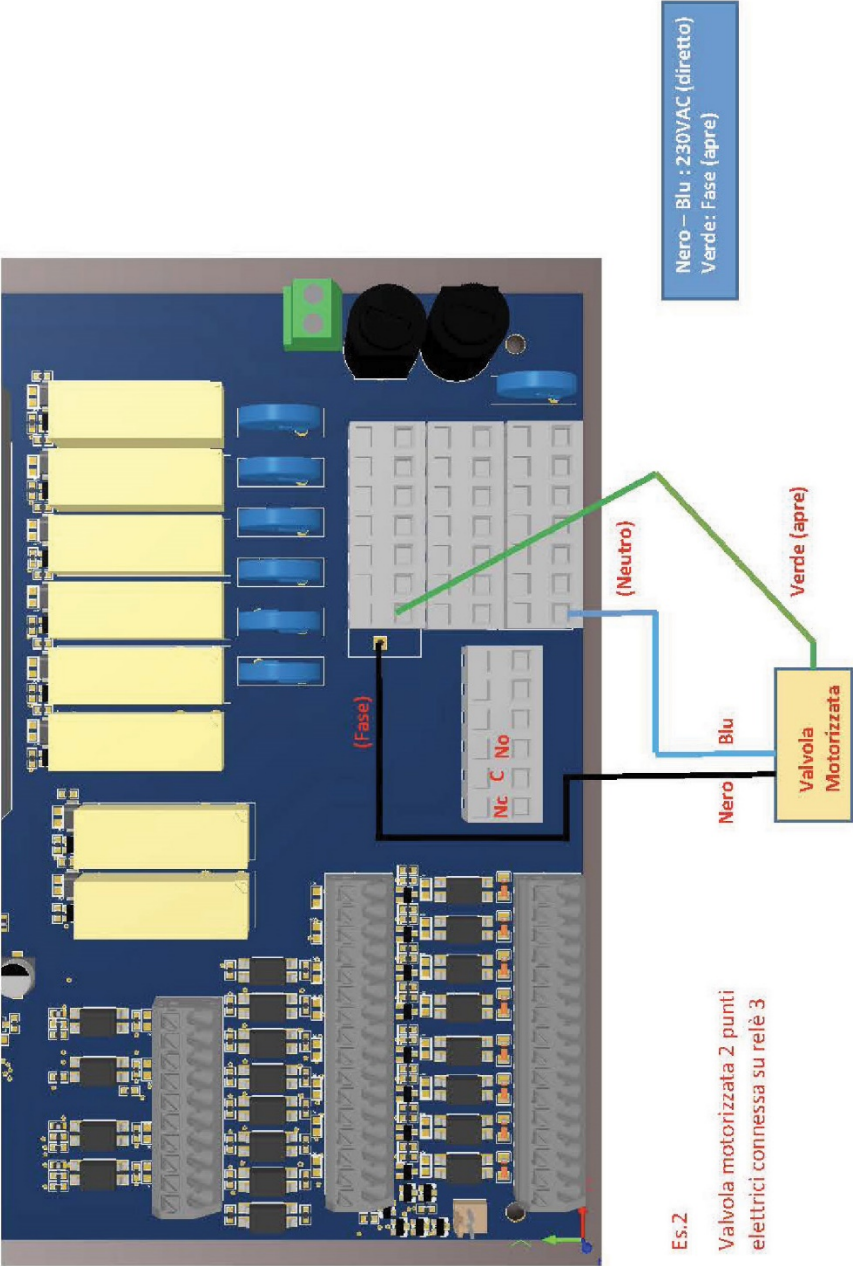 Nero – Blu : 230VAC (diretto)
Verde: Fase (apre)
(Fase)
(Neutro)
Nc C No
Verde (apre)
Nero
Blu
Valvola
Motorizzata
Es.2
Valvola motorizzata 2 punti
elettrici connessa su relè 3